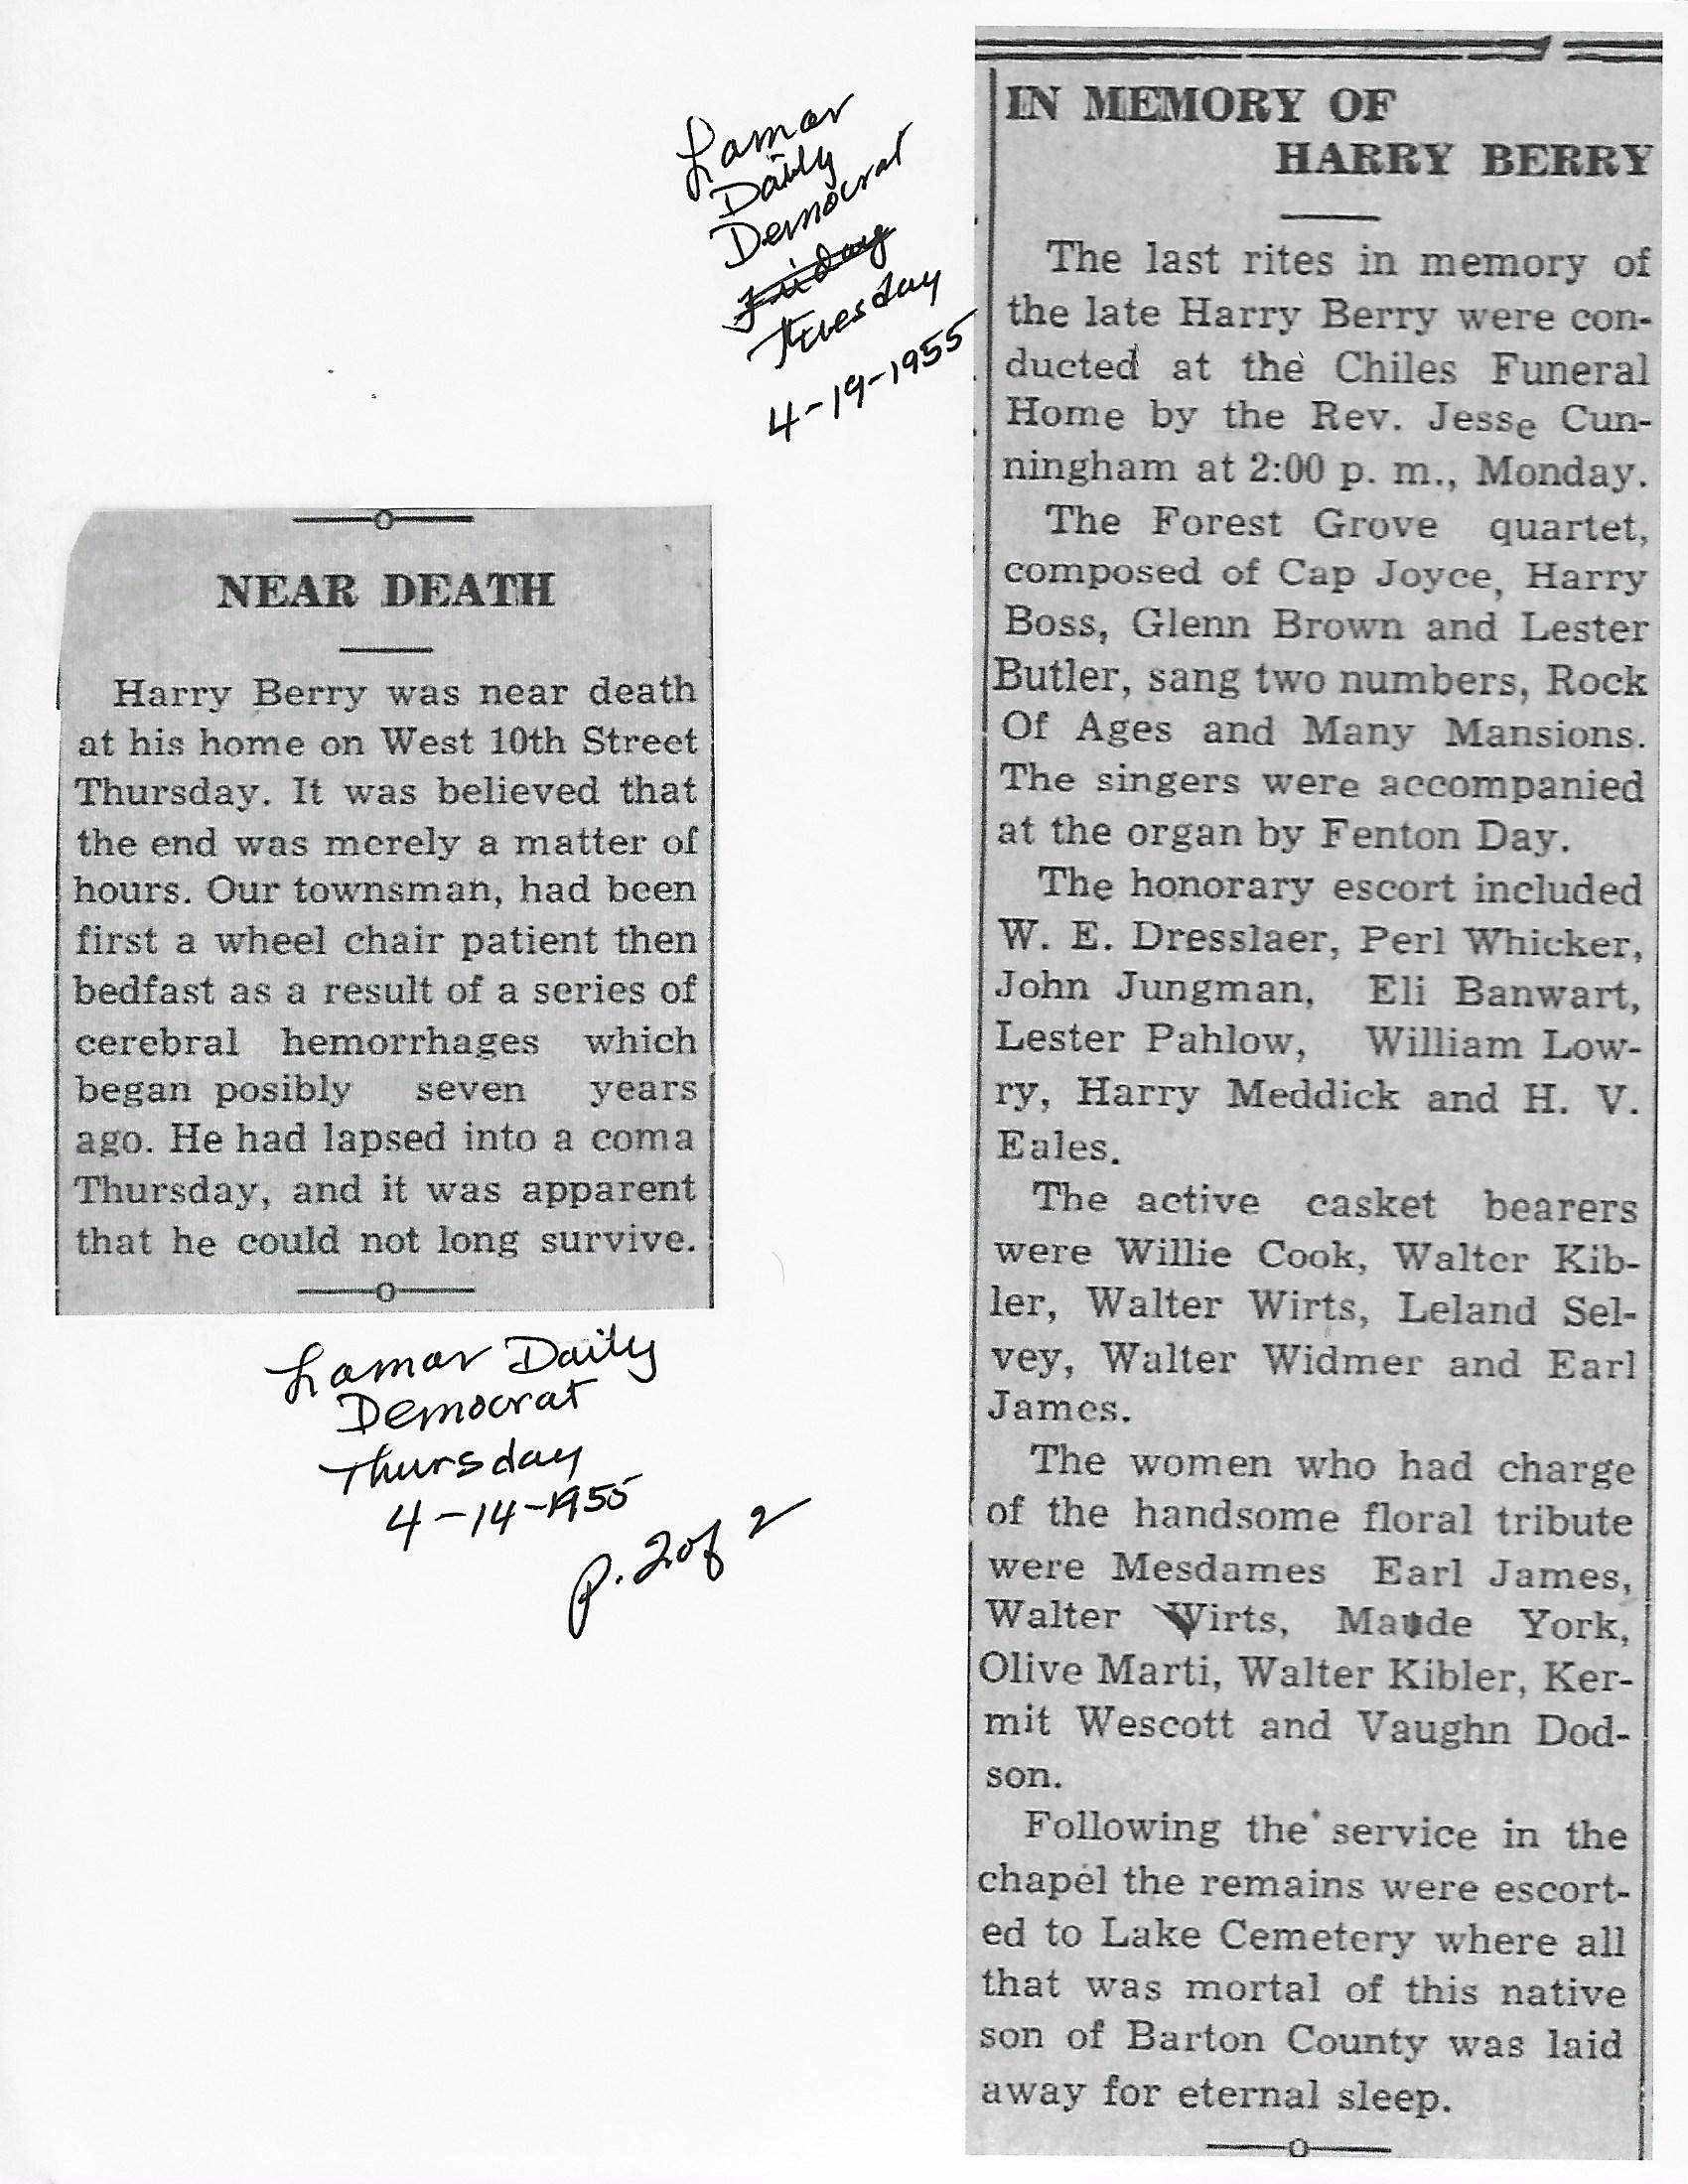 Lamar
Daily
Democrat
Friday
Tuesday
4-19-1955
NEAR DEATH
Harry Berry was near death
at his home on West 10th Street
Thursday. It was believed that
the end was merely a matter of
hours. Our townsman, had been
first a wheel chair patient then
bedfast as a result of a series of
cerebral hemorrhages which
began posibly seven years
ago. He had lapsed into a coma
Thursday, and it was apparent
that he could not long survive.
Lamar Daily
Democrat
Thursday
4-14-1955
P. 2 of 2
IN MEMORY OF
HARRY BERRY
The last rites in memory of
the late Harry Berry were con-
ducted at the Chiles Funeral
Home by the Rev. Jesse Cun-
ningham at 2:00 p. m., Monday.
The Forest Grove quartet,
composed of Cap Joyce, Harry
Boss, Glenn Brown and Lester
Butler, sang two numbers, Rock
Of Ages and Many Mansions.
The singers were accompanied
at the organ by Fenton Day.
The honorary escort included
W. E. Dresslaer, Perl Whicker,
John Jungman, Eli Banwart,
Lester Pahlow, William Low-
ry, Harry Meddick and H. V.
Eales.
The active casket bearers
were Willie Cook, Walter Kib-
ler, Walter Wirts, Leland Sel-
vey, Walter Widmer and Earl
James.
The women who had charge
of the handsome floral tribute
were Mesdames Earl James,
Walter Wirts, Maude York,
Olive Marti, Walter Kibler, Ker-
mit Wescott and Vaughn Dod-
son.
Following the service in the
chapel the remains were escort-
ed to Lake Cemetery where all
that was mortal of this native
son of Barton County was laid
away for eternal sleep.